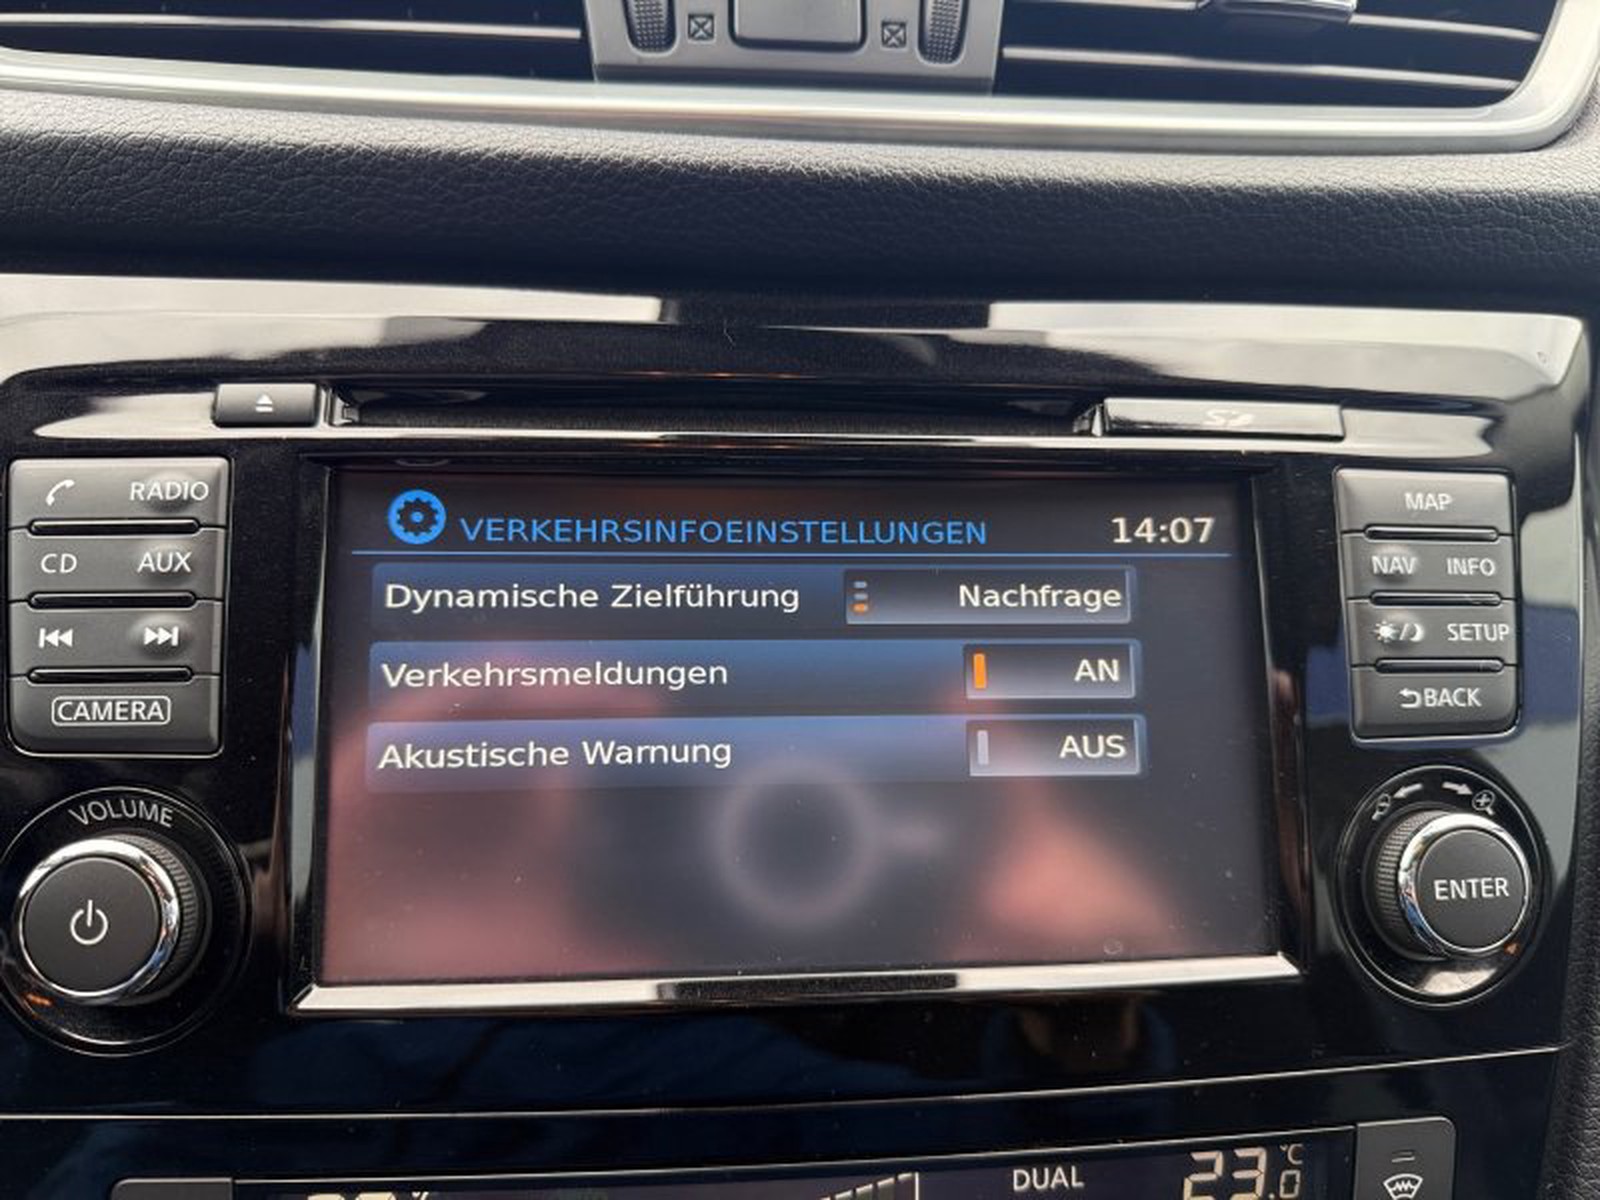 RADIO
CD AUX
CAMERA
VOLUME
VERKEHRSINFOEINSTELLUNGEN 14:07
Dynamische Zielführung Nachfrage
Verkehrsmeldungen AN
Akustische Warnung AUS
MAP
NAV INFO
SETUP
BACK
ENTER
DUAL 23.0 °C